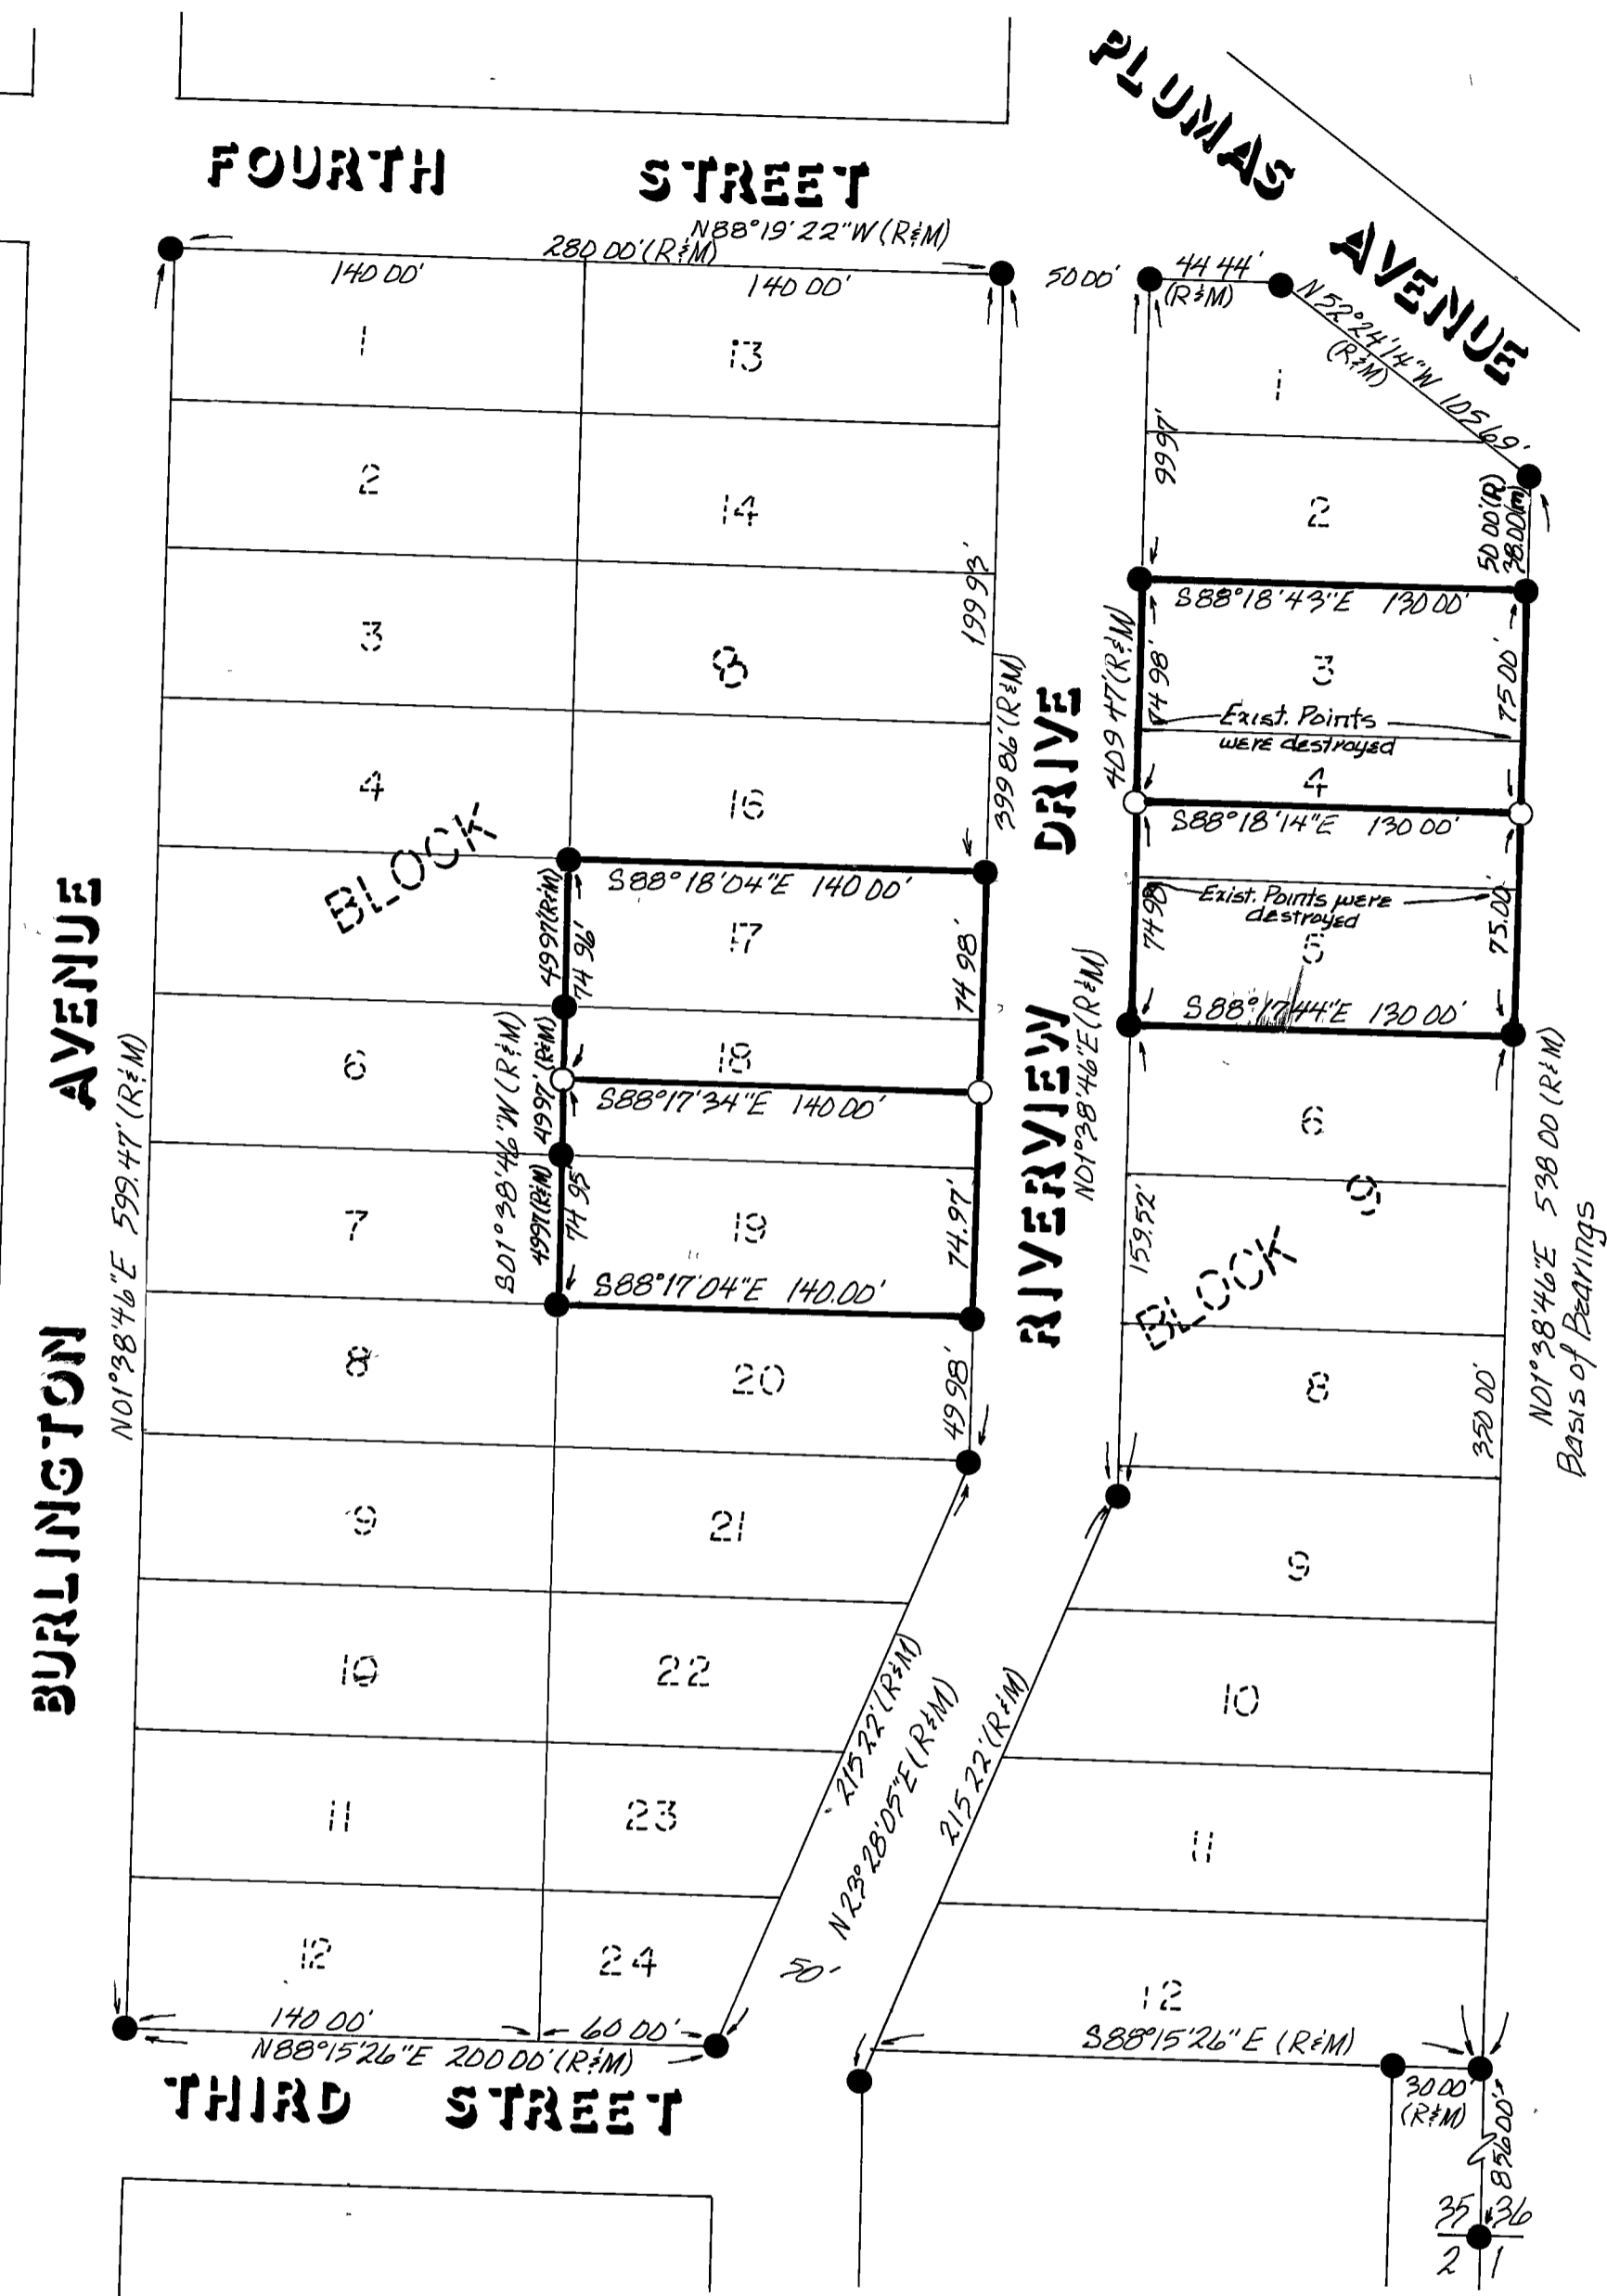 PLUMAS AVENUE
FOURTH STREET
N88°19'22"W (R&M)
280 00' (R&M)
140 00'
140 00'
50 00'
44 44'
(R&M)
N52°24'14"W 105 69'
(R&M)
1
13
1
99 97'
50 00' (R)
38.00 (m)
2
14
2
S88°18'43"E 130 00'
199 93'
399 86' (R&M)
3
8
DRIVE
409 47' (R&M)
74 98'
3
75 00'
Exist. Points
were destroyed
4
16
4
S88°18'14"E 130 00'
BLOCK
S88°18'04"E 140 00'
49 97' (R&M)
74 96'
17
74 98'
74 98'
Exist. Points were
destroyed
75.00'
S88°17'44"E 130 00'
AVENUE
6
18
49 97' (R&M)
S01°38'46"W (R&M)
S88°17'34"E 140 00'
RIVERVIEW
N01°38'46"E (R&M)
6
N01°38'46"E 599.47' (R&M)
7
49 97' (R&M)
74 95'
19
74.97'
159.52'
9
BLOCK
N01°38'46"E 538 00 (R&M)
Basis of Bearings
S88°17'04"E 140.00'
BURLINGTON
8
20
49 98'
8
350 00'
9
21
9
10
22
10
215 22' (R&M)
N23°28'05"E (R&M)
215 22' (R&M)
11
23
11
50'
12
24
12
140 00'
60 00'
N88°15'26"E 200 00' (R&M)
S88°15'26"E (R&M)
THIRD STREET
30 00'
(R&M)
856 00'
35 36
2 1